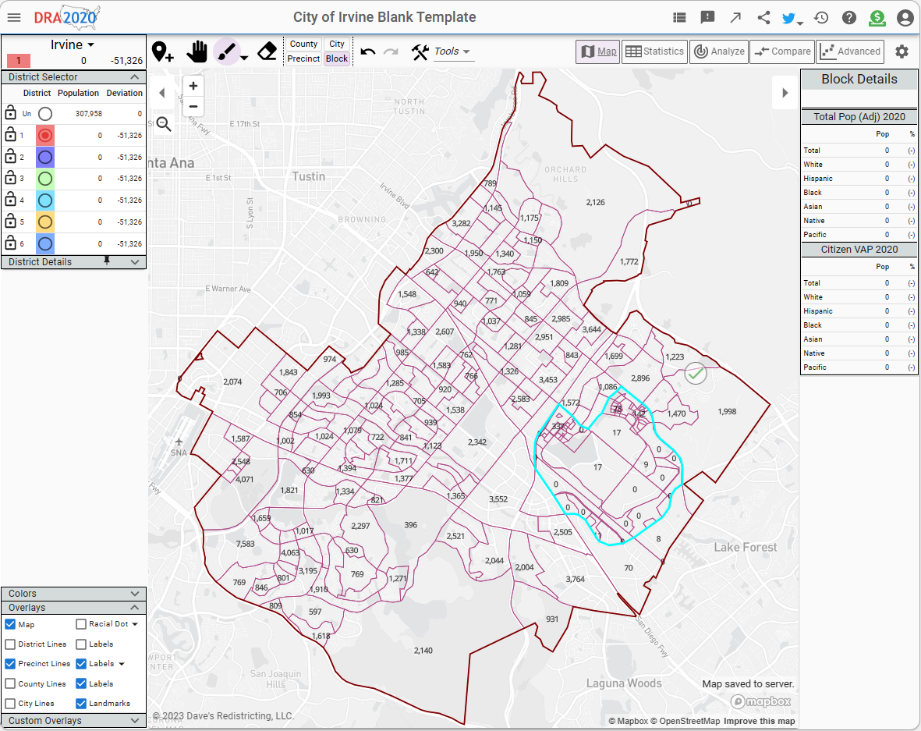 DRA2020
City of Irvine Blank Template
Irvine
1 0 -51,326
County City
Precinct Block
Tools
Map
Statistics
Analyze
Compare
Advanced
District Selector
District Population Deviation
Un 307,958 0
1 0 -51,326
2 0 -51,326
3 0 -51,326
4 0 -51,326
5 0 -51,326
6 0 -51,326
District Details
Colors
Overlays
Map Racial Dot
District Lines Labels
Precinct Lines Labels
County Lines Labels
City Lines Landmarks
Custom Overlays
NORTH
TUSTIN
E 17th St
nta Ana
E 1st St
Tustin
Irvine Blvd
ORCHARD
HILLS
S Lyon St
BROWNING
E Warner Ave
789
2,126
1,145
1,175
3,282
1,150
2,300
1,950
1,340
1,772
642
1,763
1,809
1,548
1,059
940
771
1,037
845
2,985
3,644
1,338
2,607
2,951
1,281
985
762
843
1,699
1,223
974
1,583
766
1,326
2,896
2,074
1,843
1,285
920
3,453
1,086
706
1,993
705
2,583
1,572
1,024
1,538
1,470
1,998
854
939
17
1,587
1,002
1,024
1,079
722
841
1,123
2,342
0
SNA
2,548
1,711
17
9
0
630
1,394
1,377
0
4,071
0
0
1,821
1,334
821
1,365
3,552
0
0
0
1,659
1,017
2,297
396
2,521
2,505
0
7,583
4,063
630
8
Lake Forest
3,195
769
2,044
2,004
70
769
846
801
1,271
3,764
1,910
809
597
931
1,618
2,140
San Diego Fwy
San Joaquin
Hills
Laguna Woods
Map saved to server.
mapbox
© 2023 Dave's Redistricting, LLC.
© Mapbox © OpenStreetMap Improve this map
Block Details
Total Pop (Adj) 2020
Pop %
Total 0 (-)
White 0 (-)
Hispanic 0 (-)
Black 0 (-)
Asian 0 (-)
Native 0 (-)
Pacific 0 (-)
Citizen VAP 2020
Pop %
Total 0 (-)
White 0 (-)
Hispanic 0 (-)
Black 0 (-)
Asian 0 (-)
Native 0 (-)
Pacific 0 (-)